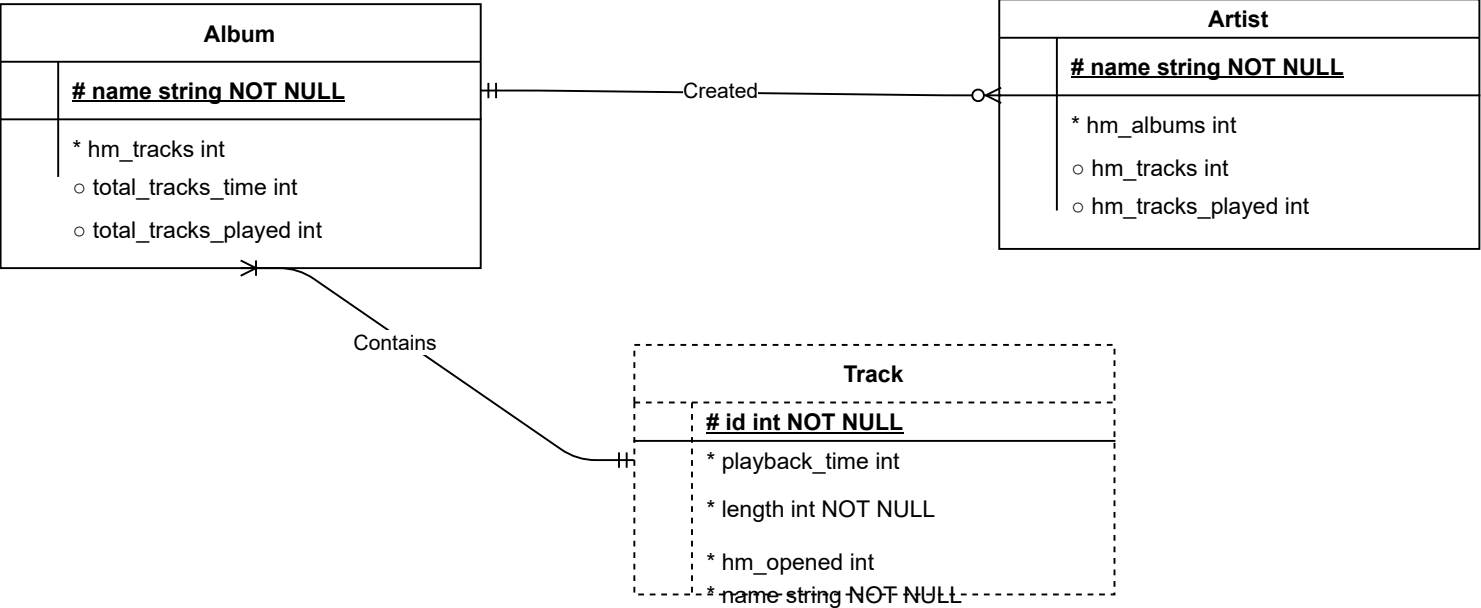 Album
# name string NOT NULL
* hm_tracks int
○ total_tracks_time int
○ total_tracks_played int
Created
Artist
# name string NOT NULL
* hm_albums int
○ hm_tracks int
○ hm_tracks_played int
Contains
Track
# id int NOT NULL
* playback_time int
* length int NOT NULL
* hm_opened int
* name string NOT NULL